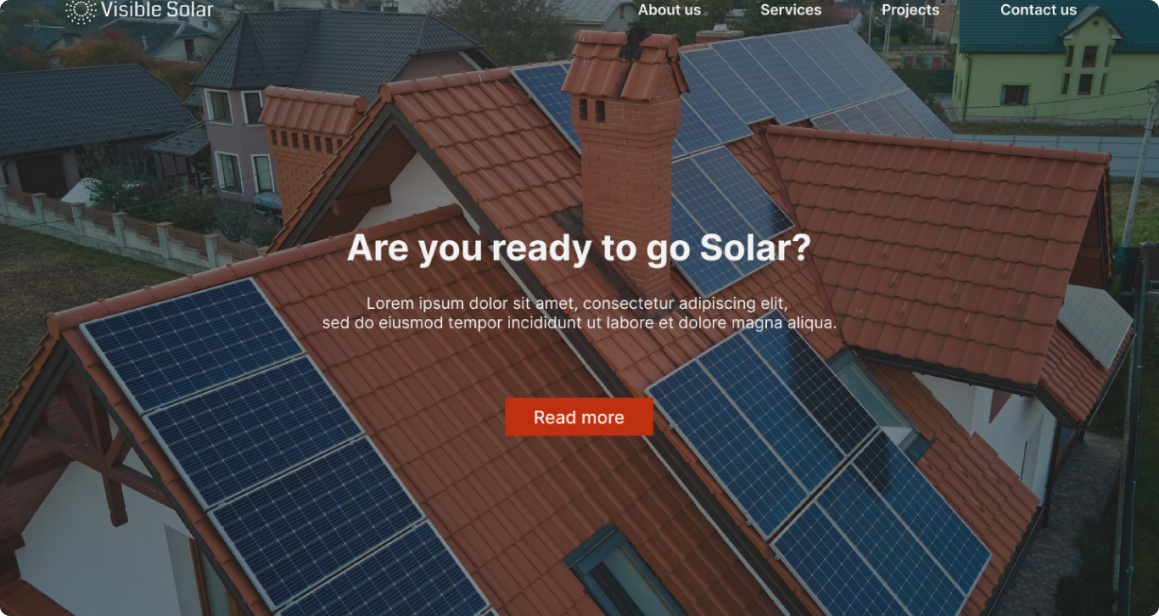 Visible Solar
About us Services Projects Contact us
Are you ready to go Solar?
Lorem ipsum dolor sit amet, consectetur adipiscing elit,
sed do eiusmod tempor incididunt ut labore et dolore magna aliqua.
Read more